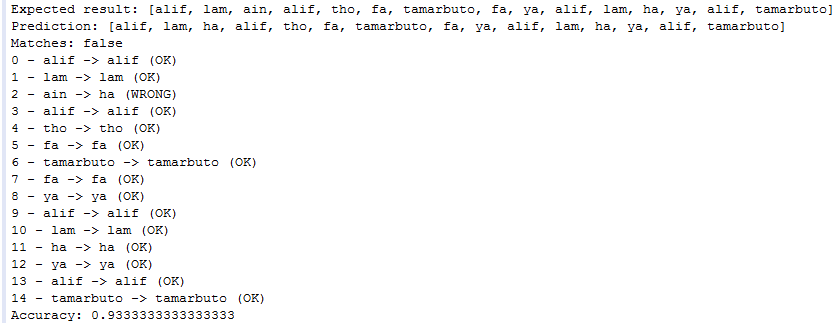 Expected result: [alif, lam, ain, alif, tho, fa, tamarbuto, fa, ya, alif, lam, ha, ya, alif, tamarbuto]
Prediction: [alif, lam, ha, alif, tho, fa, tamarbuto, fa, ya, alif, lam, ha, ya, alif, tamarbuto]
Matches: false
0 - alif -> alif (OK)
1 - lam -> lam (OK)
2 - ain -> ha (WRONG)
3 - alif -> alif (OK)
4 - tho -> tho (OK)
5 - fa -> fa (OK)
6 - tamarbuto -> tamarbuto (OK)
7 - fa -> fa (OK)
8 - ya -> ya (OK)
9 - alif -> alif (OK)
10 - lam -> lam (OK)
11 - ha -> ha (OK)
12 - ya -> ya (OK)
13 - alif -> alif (OK)
14 - tamarbuto -> tamarbuto (OK)
Accuracy: 0.9333333333333333